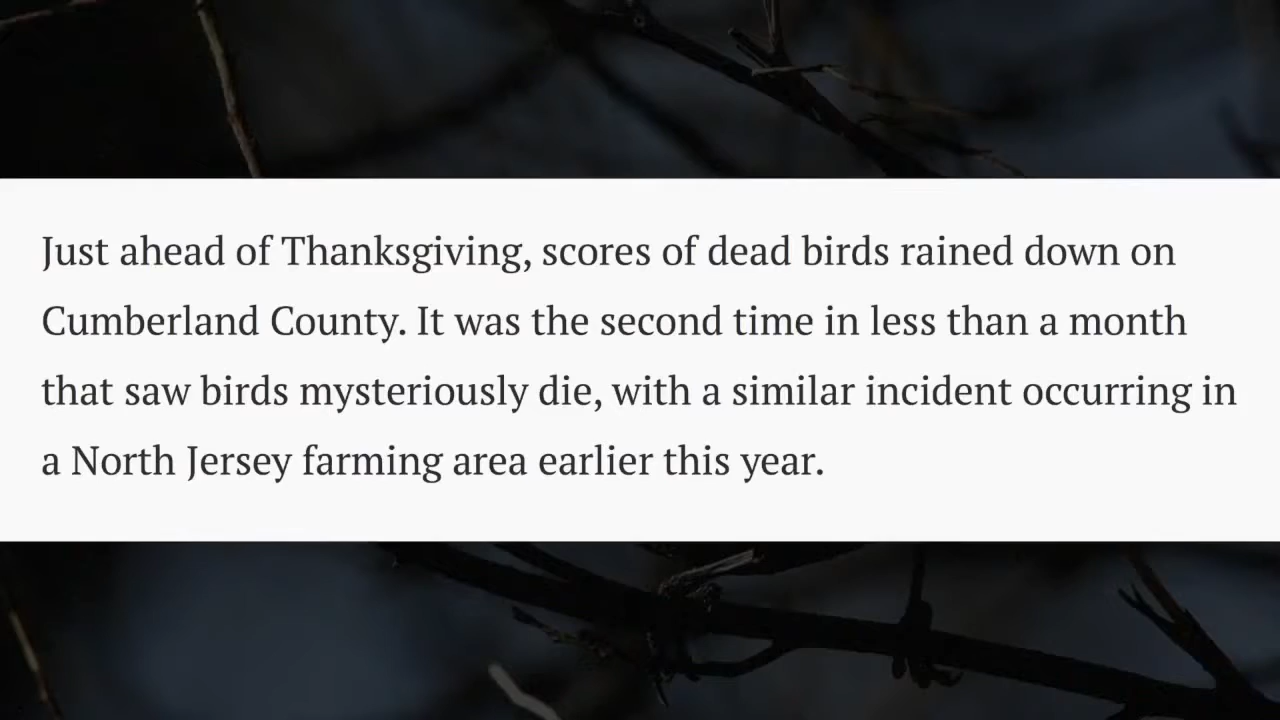 Just ahead of Thanksgiving, scores of dead birds rained down on
Cumberland County. It was the second time in less than a month
that saw birds mysteriously die, with a similar incident occurring in
a North Jersey farming area earlier this year.